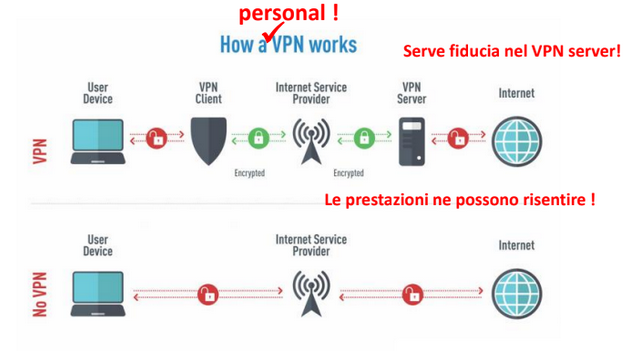 personal !
How a VPN works
Serve fiducia nel VPN server!
User
Device
VPN
Client
Internet Service
Provider
VPN
Server
Internet
VPN
Encrypted
Encrypted
Le prestazioni ne possono risentire !
User
Device
Internet Service
Provider
Internet
NO VPN